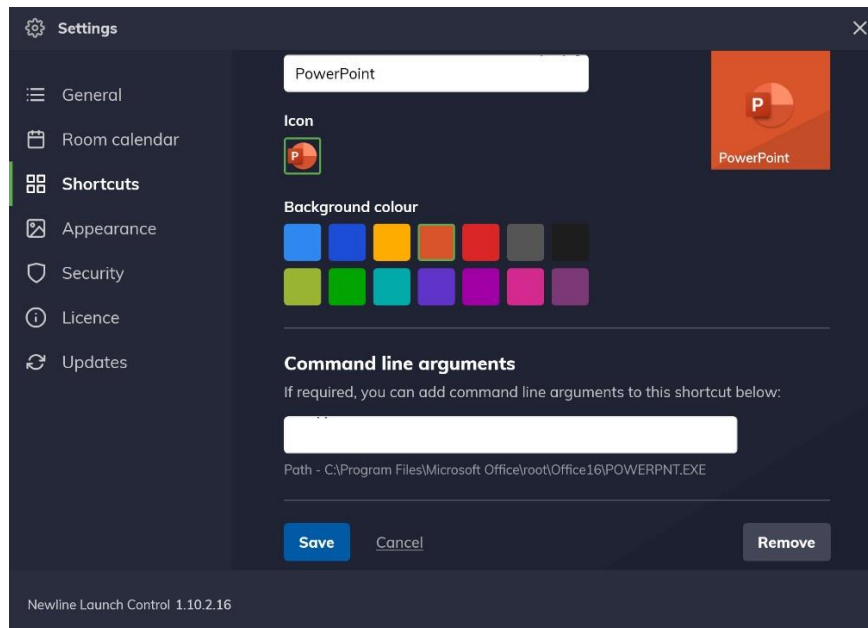 Settings
General
Room calendar
Shortcuts
Appearance
Security
Licence
Updates
PowerPoint
Icon
P
P
PowerPoint
Background colour
Command line arguments
If required, you can add command line arguments to this shortcut below:
Path - C:\Program Files\Microsoft Office\root\Office16\POWERPNT.EXE
Save
Cancel
Remove
Newline Launch Control 1.10.2.16